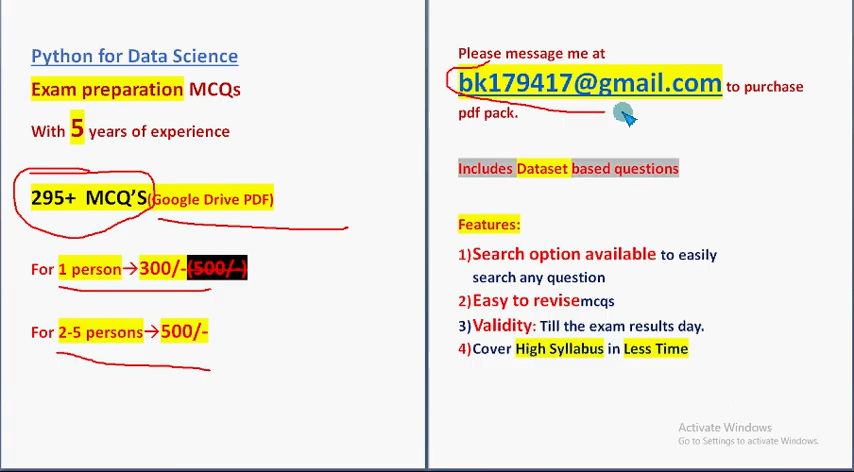 Python for Data Science
Exam preparation MCQs
With 5 years of experience
295+ MCQ'S(Google Drive PDF)
For 1 person→300/-(500/-)
For 2-5 persons→500/-
Please message me at
bk179417@gmail.com to purchase
pdf pack.
Includes Dataset based questions
Features:
1)Search option available to easily
search any question
2)Easy to revisemcqs
3)Validity: Till the exam results day.
4)Cover High Syllabus in Less Time
Activate Windows
Go to Settings to activate Windows.